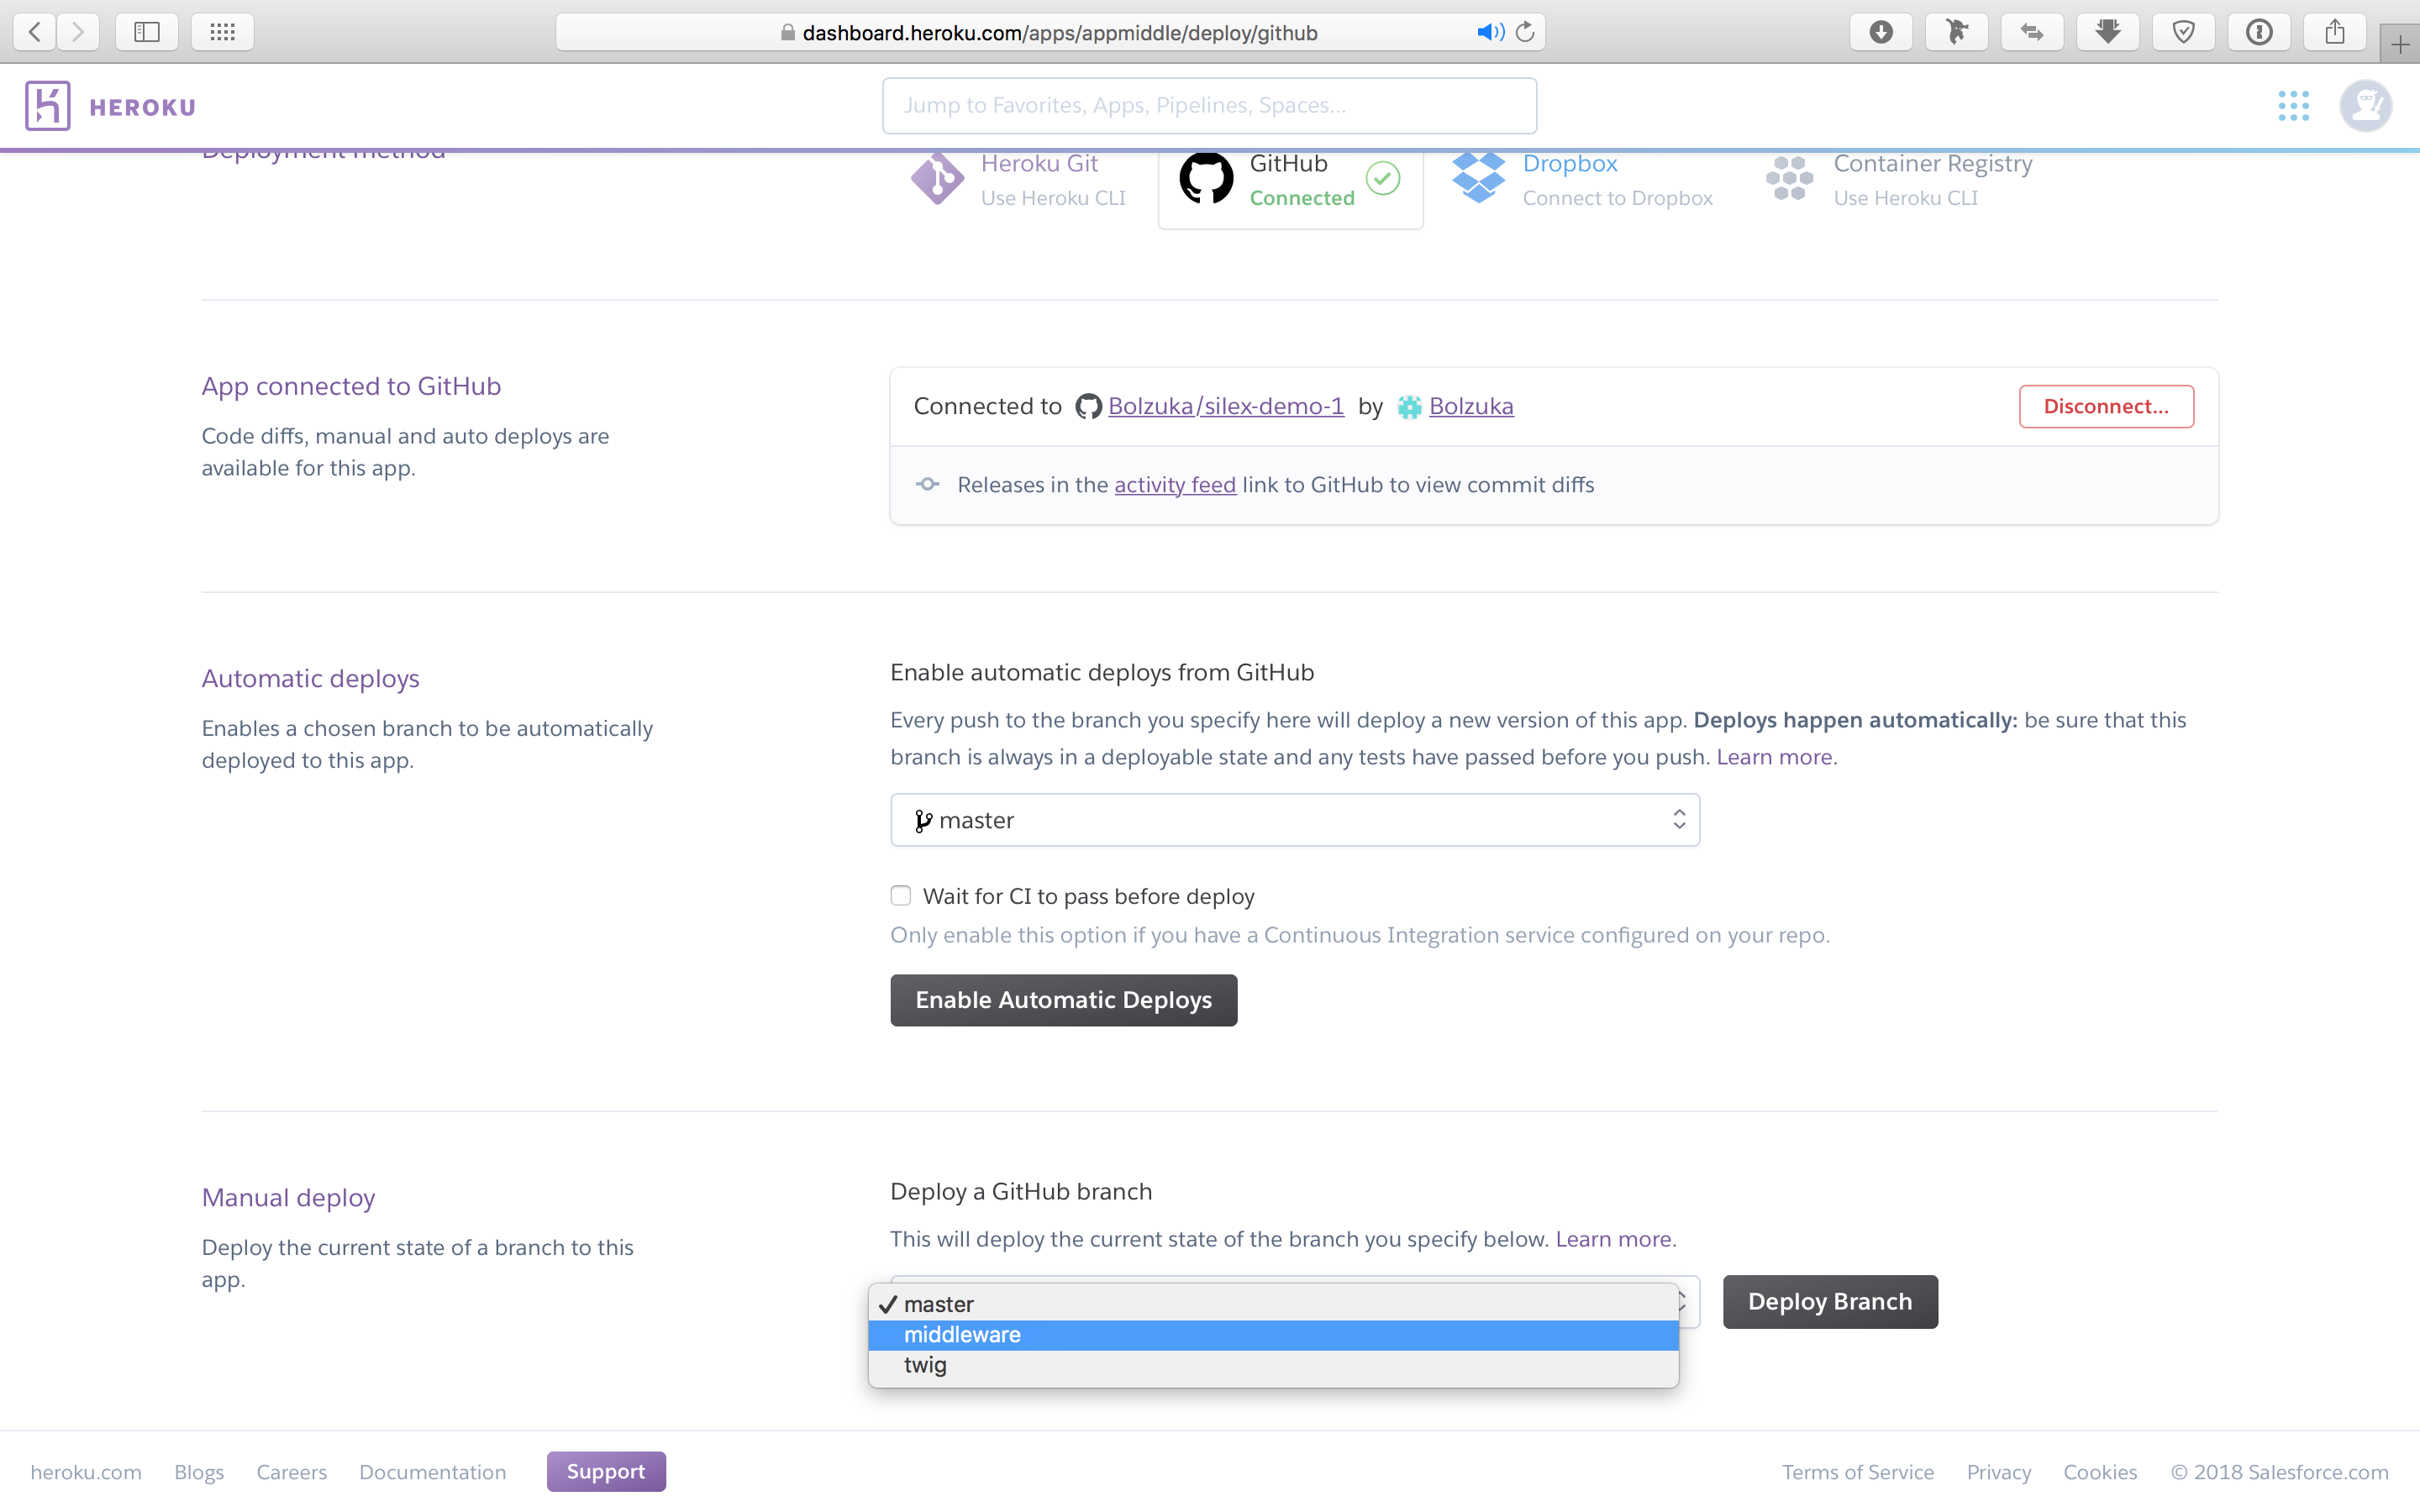 dashboard.heroku.com/apps/appmiddle/deploy/github
HEROKU
Jump to Favorites, Apps, Pipelines, Spaces...
Deployment method
Heroku Git
Use Heroku CLI
GitHub
Connected
Dropbox
Connect to Dropbox
Container Registry
Use Heroku CLI
App connected to GitHub
Code diffs, manual and auto deploys are
available for this app.
Connected to Bolzuka/silex-demo-1 by Bolzuka
Disconnect...
Releases in the activity feed link to GitHub to view commit diffs
Automatic deploys
Enables a chosen branch to be automatically
deployed to this app.
Enable automatic deploys from GitHub
Every push to the branch you specify here will deploy a new version of this app. Deploys happen automatically: be sure that this
branch is always in a deployable state and any tests have passed before you push. Learn more.
master
Wait for CI to pass before deploy
Only enable this option if you have a Continuous Integration service configured on your repo.
Enable Automatic Deploys
Manual deploy
Deploy the current state of a branch to this
app.
Deploy a GitHub branch
This will deploy the current state of the branch you specify below. Learn more.
master
middleware
twig
Deploy Branch
heroku.com Blogs Careers Documentation Support
Terms of Service Privacy Cookies © 2018 Salesforce.com